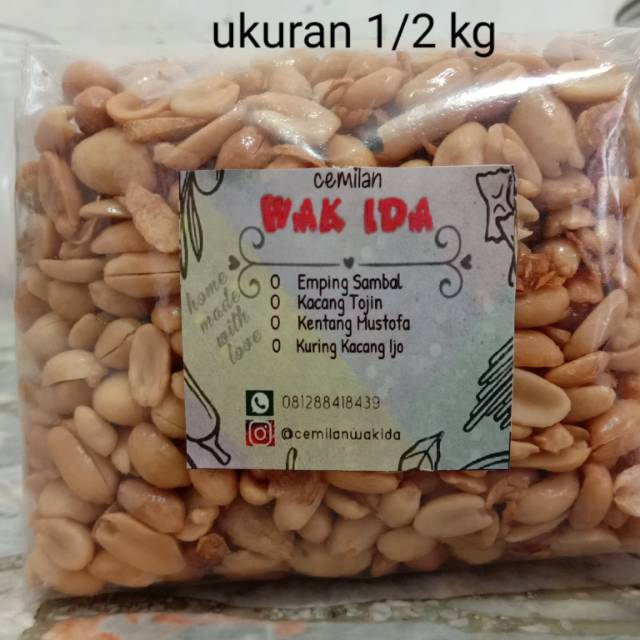 ukuran 1/2 kg
cemilan
WAK IDA
home
made
with
love
O Emping Sambal
O Kacang Tojin
O Kentang Mustofa
O Kuring Kacang Ijo
081288418439
@cemilanwakida